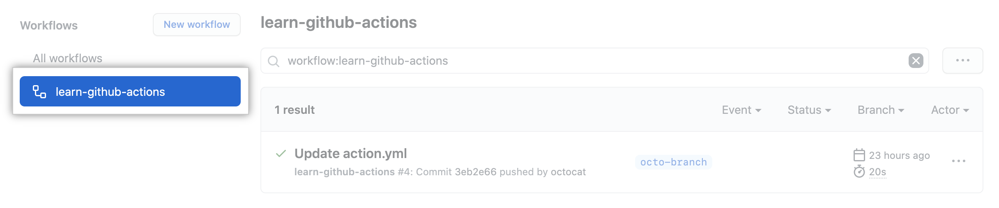 Workflows
New workflow
All workflows
learn-github-actions
learn-github-actions
workflow:learn-github-actions
1 result
Event
Status
Branch
Actor
Update action.yml
learn-github-actions #4: Commit 3eb2e66 pushed by octocat
octo-branch
23 hours ago
20s